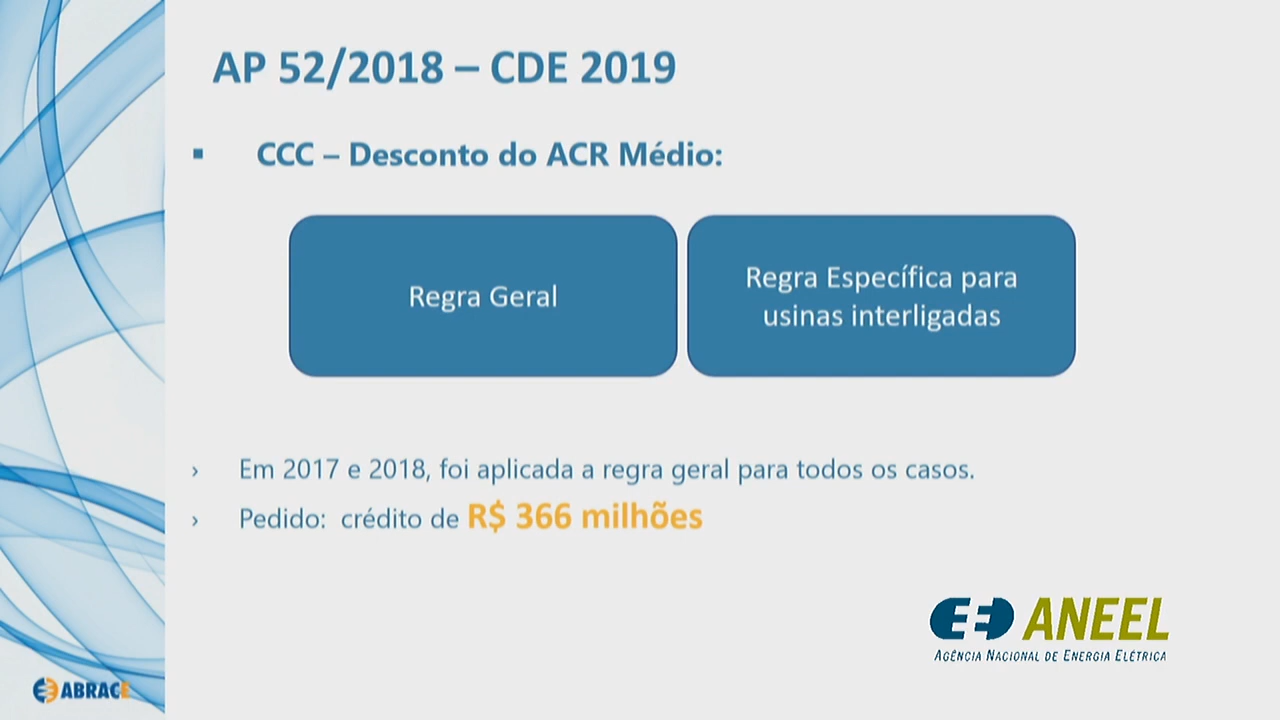 AP 52/2018 – CDE 2019
▪ CCC – Desconto do ACR Médio:
Regra Geral
Regra Específica para
usinas interligadas
› Em 2017 e 2018, foi aplicada a regra geral para todos os casos.
› Pedido: crédito de R$ 366 milhões
ANEEL
AGÊNCIA NACIONAL DE ENERGIA ELÉTRICA
ABRACE